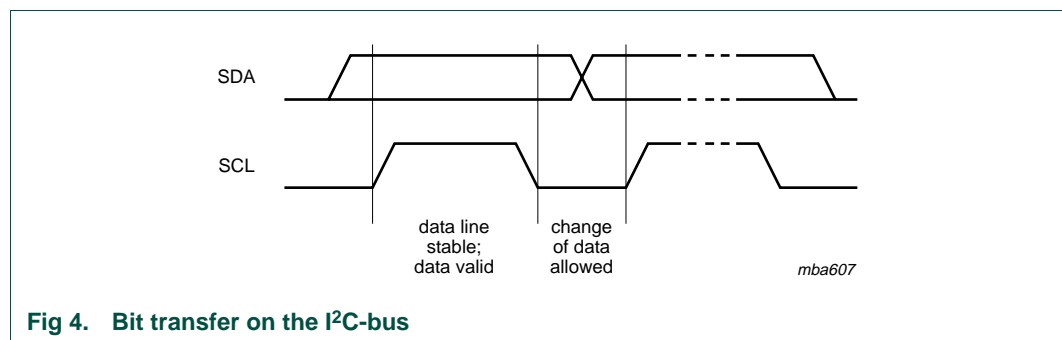 SDA
SCL
data line
stable;
data valid
change
of data
allowed
mba607
Fig 4. Bit transfer on the I²C-bus